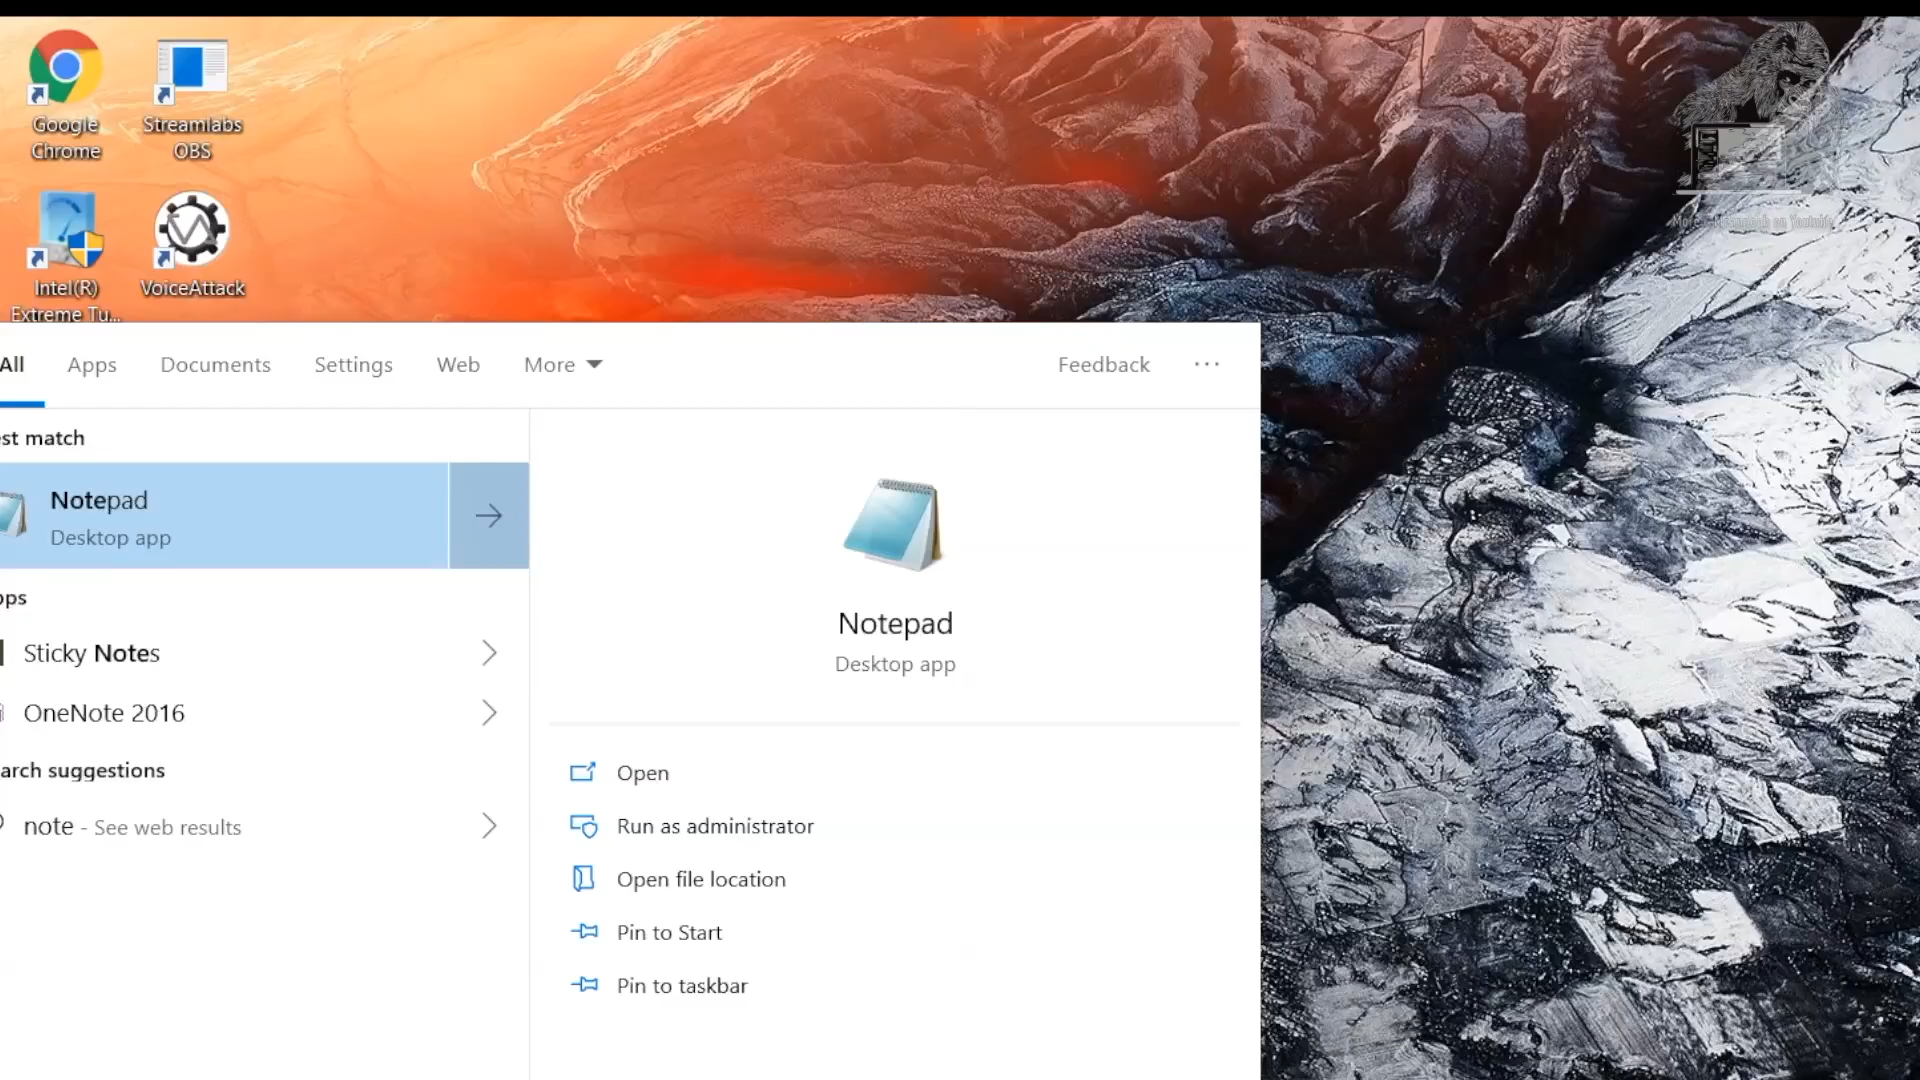 Google
Chrome
Streamlabs
OBS
Intel(R)
Extreme Tu...
VoiceAttack
All
Apps
Documents
Settings
Web
More
Feedback
...
est match
Notepad
Desktop app
pps
Sticky Notes
OneNote 2016
arch suggestions
note - See web results
Notepad
Desktop app
Open
Run as administrator
Open file location
Pin to Start
Pin to taskbar